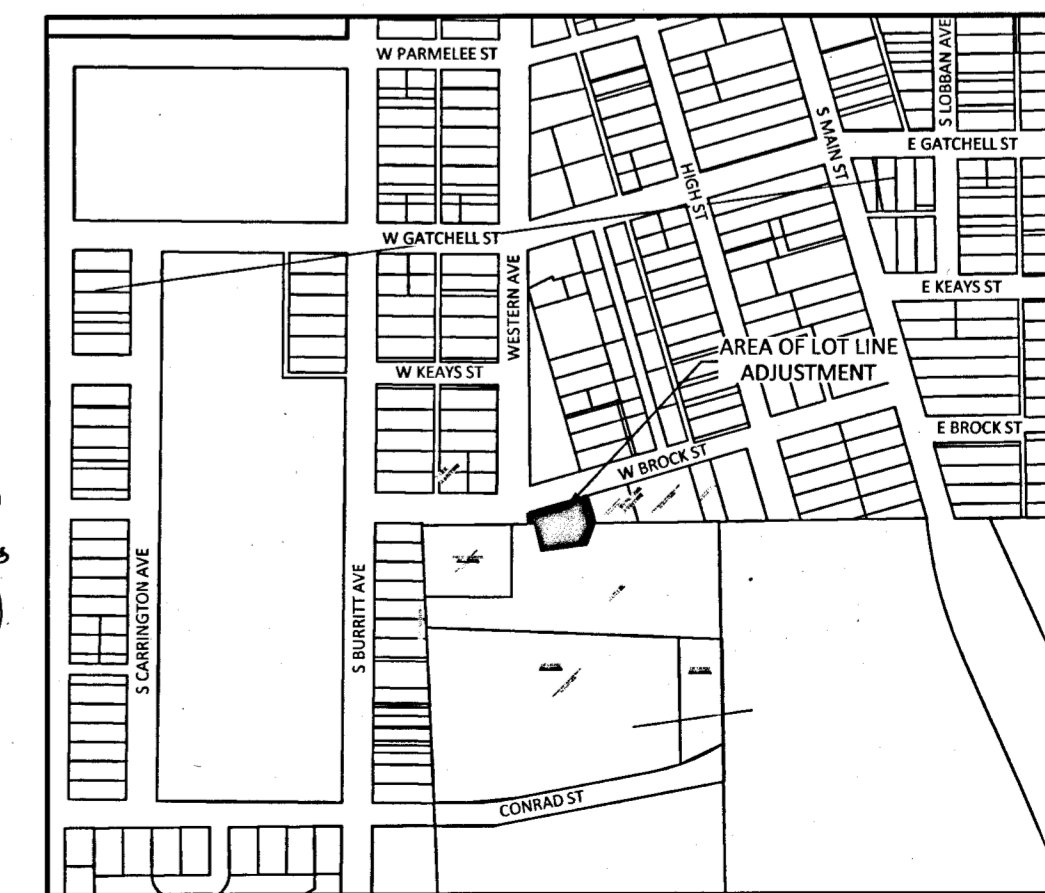 W PARMELEE ST
S LOBBAN AVE
S MAIN ST
E GATCHELL ST
HIGH ST
W GATCHELL ST
WESTERN AVE
E KEAYS ST
AREA OF LOT LINE
ADJUSTMENT
W KEAYS ST
E BROCK ST
W BROCK ST
S CARRINGTON AVE
S BURRITT AVE
CONRAD ST